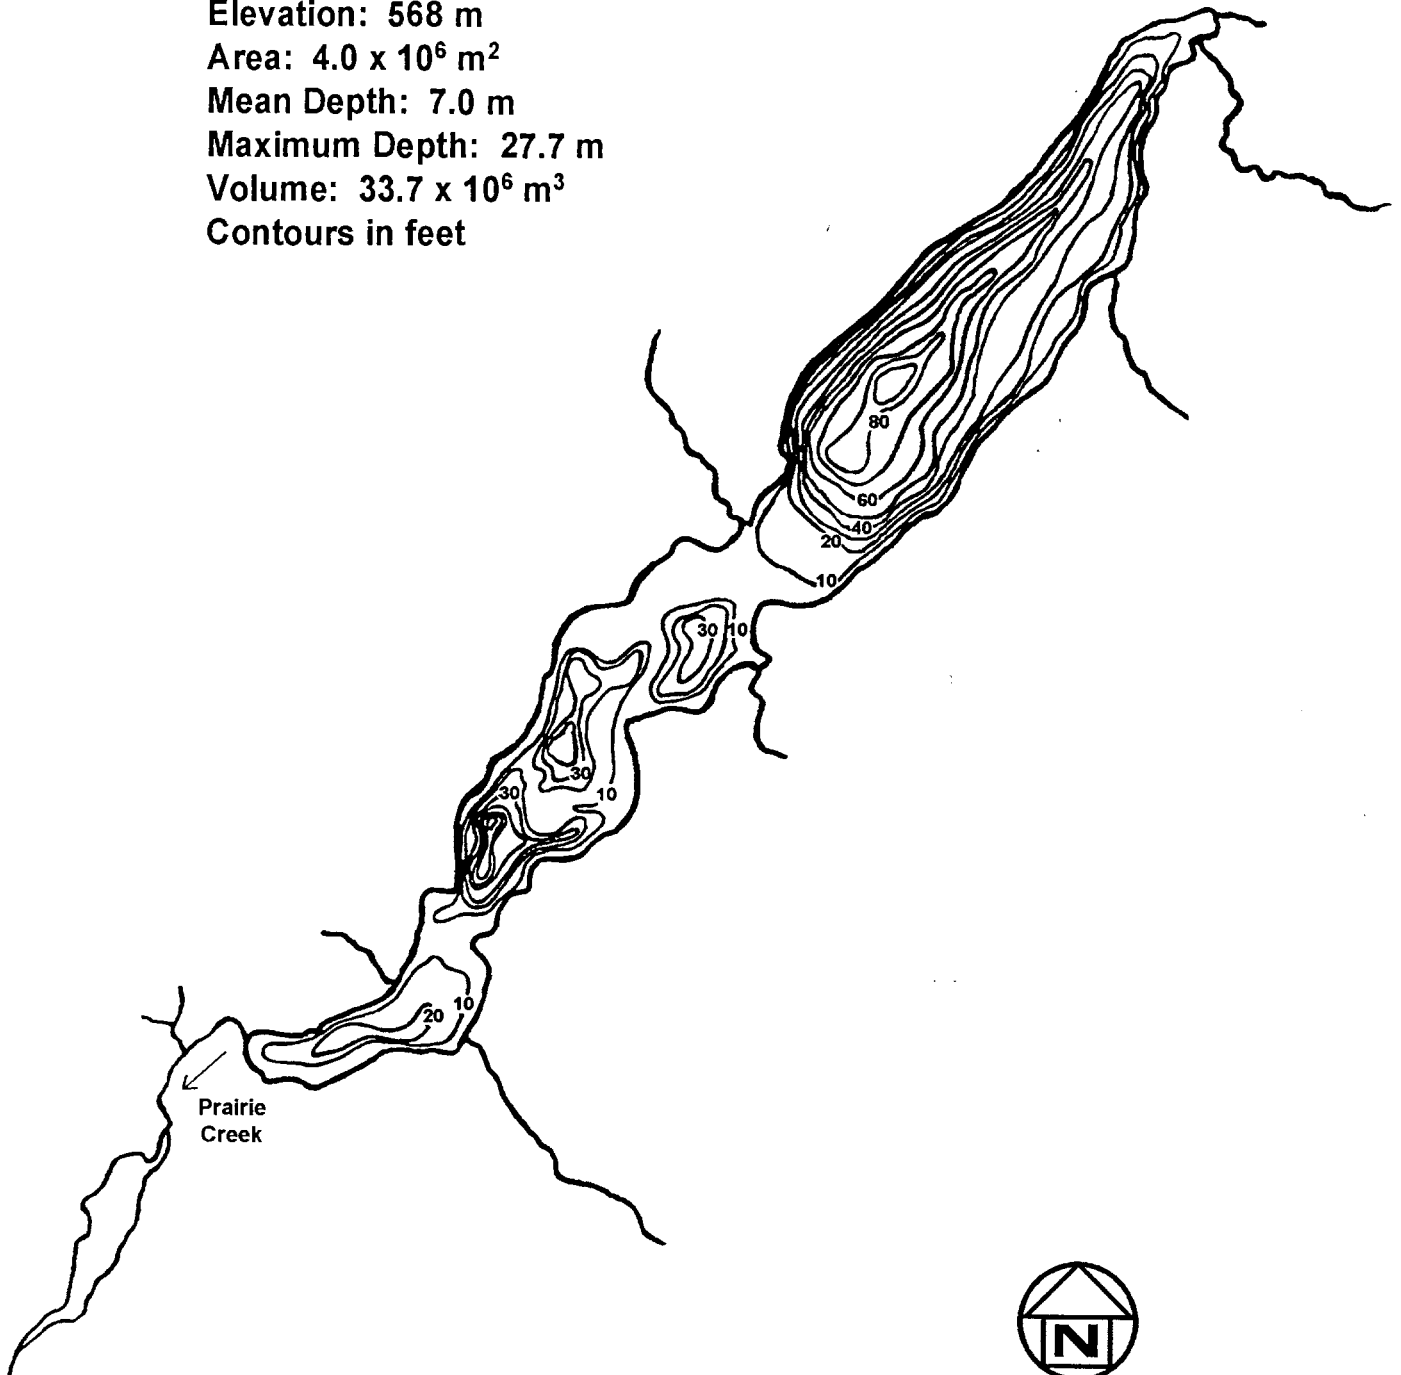 Elevation: 568 m
Area: 4.0 x 10⁶ m²
Mean Depth: 7.0 m
Maximum Depth: 27.7 m
Volume: 33.7 x 10⁶ m³
Contours in feet
80
60
40
20
10
30 10
30
30
10
10
20
Prairie
Creek
N